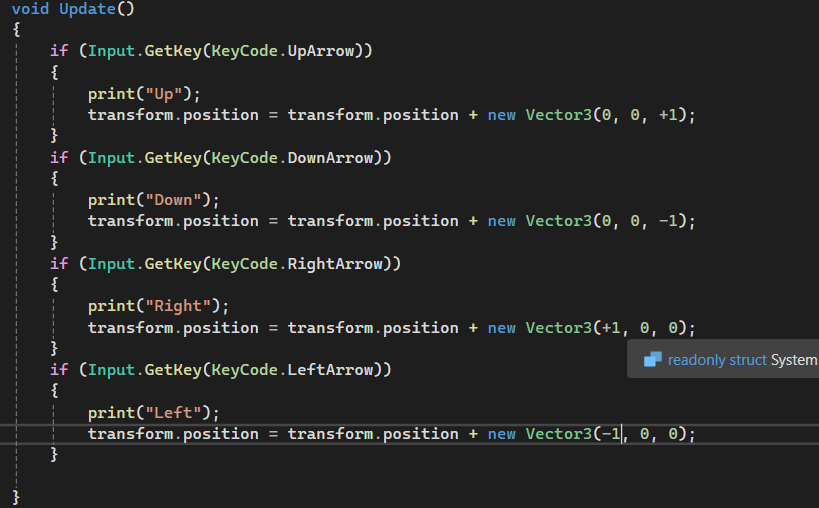 void Update()
{
if (Input.GetKey(KeyCode.UpArrow))
{
print("Up");
transform.position = transform.position + new Vector3(0, 0, +1);
}
if (Input.GetKey(KeyCode.DownArrow))
{
print("Down");
transform.position = transform.position + new Vector3(0, 0, -1);
}
if (Input.GetKey(KeyCode.RightArrow))
{
print("Right");
transform.position = transform.position + new Vector3(+1, 0, 0);
}
readonly struct System
if (Input.GetKey(KeyCode.LeftArrow))
{
print("Left");
transform.position = transform.position + new Vector3(-1, 0, 0);
}
}